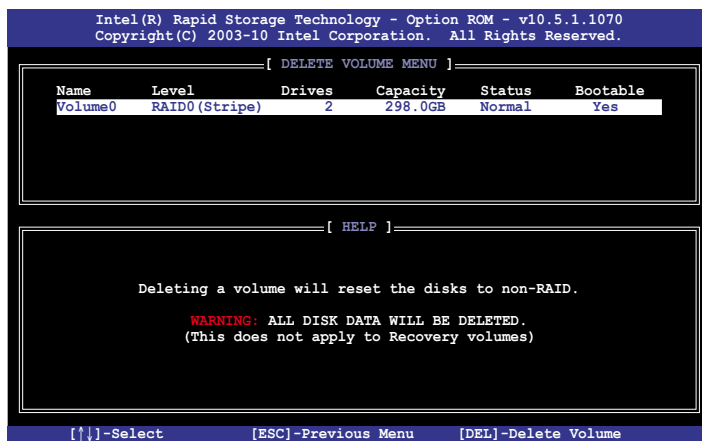 Intel(R) Rapid Storage Technology - Option ROM - v10.5.1.1070
Copyright(C) 2003-10 Intel Corporation. All Rights Reserved.
[ DELETE VOLUME MENU ]
Name Level Drives Capacity Status Bootable
Volume0 RAID0(Stripe) 2 298.0GB Normal Yes
[ HELP ]
Deleting a volume will reset the disks to non-RAID.
WARNING: ALL DISK DATA WILL BE DELETED.
(This does not apply to Recovery volumes)
[↑↓]-Select [ESC]-Previous Menu [DEL]-Delete Volume